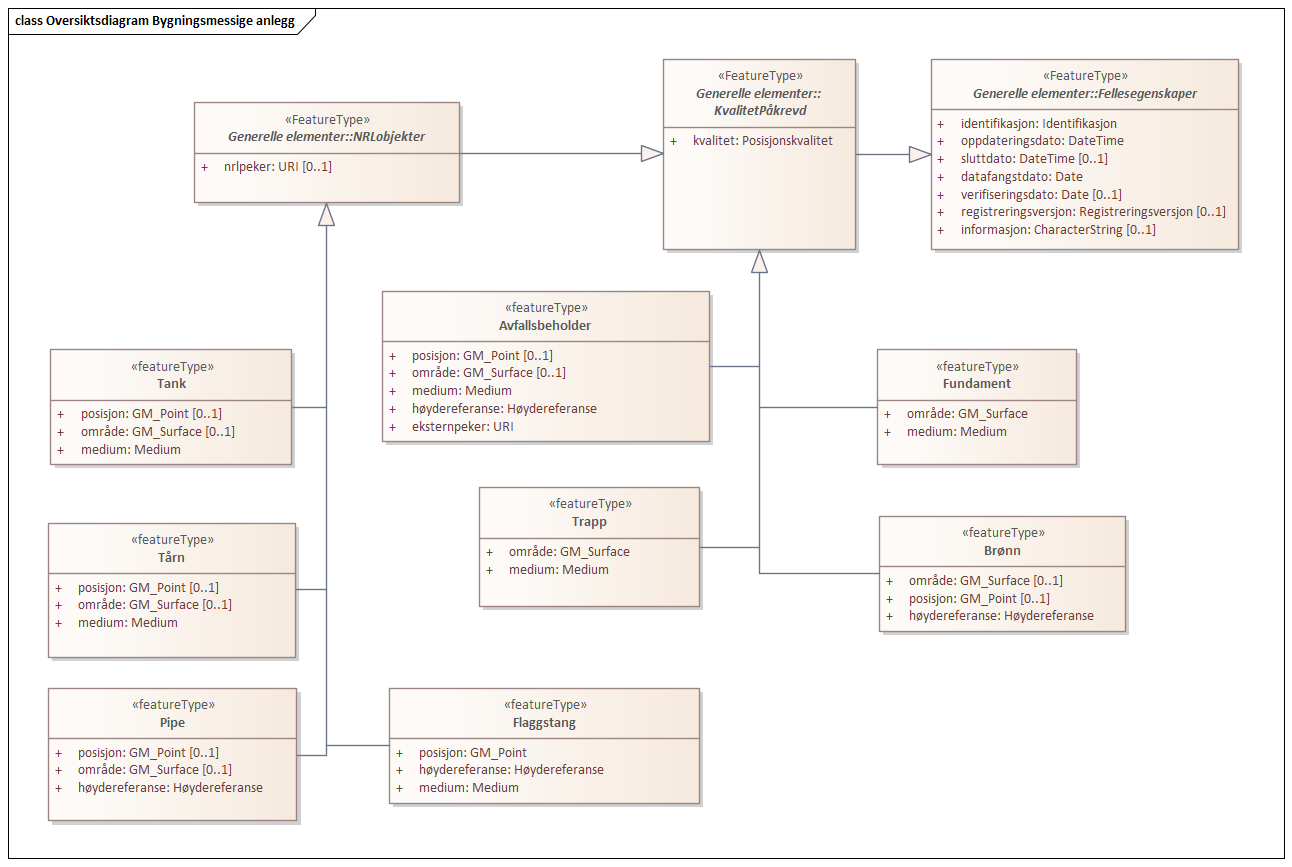 class Oversiktsdiagram Bygningsmessige anlegg
«FeatureType»
Generelle elementer::NRLobjekter
+ nrlpeker: URI [0..1]
«FeatureType»
Generelle elementer::
KvalitetPåkrevd
+ kvalitet: Posisjonskvalitet
«FeatureType»
Generelle elementer::Fellesegenskaper
+ identifikasjon: Identifikasjon
+ oppdateringsdato: DateTime
+ sluttdato: DateTime [0..1]
+ datafangstdato: Date
+ verifiseringsdato: Date [0..1]
+ registreringsversjon: Registreringsversjon [0..1]
+ informasjon: CharacterString [0..1]
«featureType»
Avfallsbeholder
+ posisjon: GM_Point [0..1]
+ område: GM_Surface [0..1]
+ medium: Medium
+ høydereferanse: Høydereferanse
+ eksternpeker: URI
«featureType»
Tank
+ posisjon: GM_Point [0..1]
+ område: GM_Surface [0..1]
+ medium: Medium
«featureType»
Fundament
+ område: GM_Surface
+ medium: Medium
«featureType»
Trapp
+ område: GM_Surface
+ medium: Medium
«featureType»
Tårn
+ posisjon: GM_Point [0..1]
+ område: GM_Surface [0..1]
+ medium: Medium
«featureType»
Brønn
+ område: GM_Surface [0..1]
+ posisjon: GM_Point [0..1]
+ høydereferanse: Høydereferanse
«featureType»
Pipe
+ posisjon: GM_Point [0..1]
+ område: GM_Surface [0..1]
+ høydereferanse: Høydereferanse
«featureType»
Flaggstang
+ posisjon: GM_Point
+ høydereferanse: Høydereferanse
+ medium: Medium